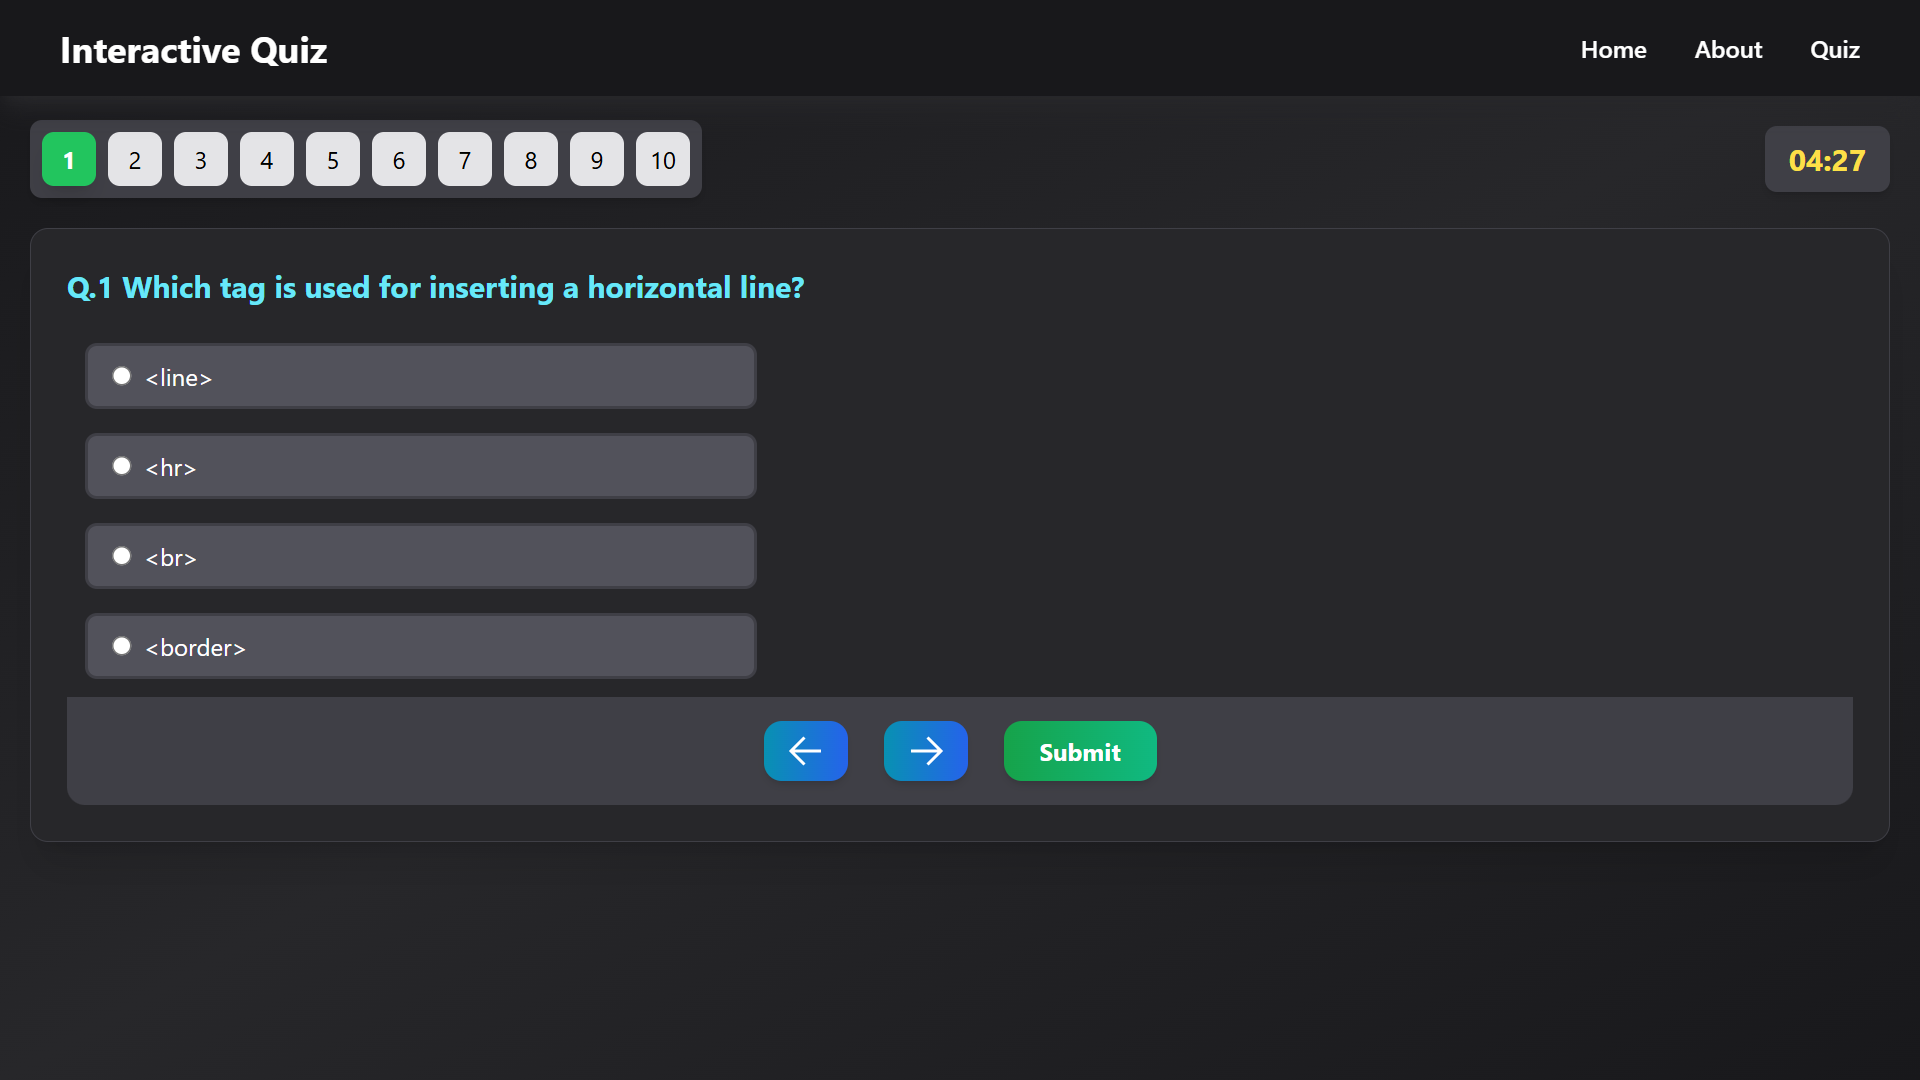 Interactive Quiz
Home About Quiz
1 2 3 4 5 6 7 8 9 10
04:27
Q.1 Which tag is used for inserting a horizontal line?
<line>
<hr>
<br>
<border>
Submit